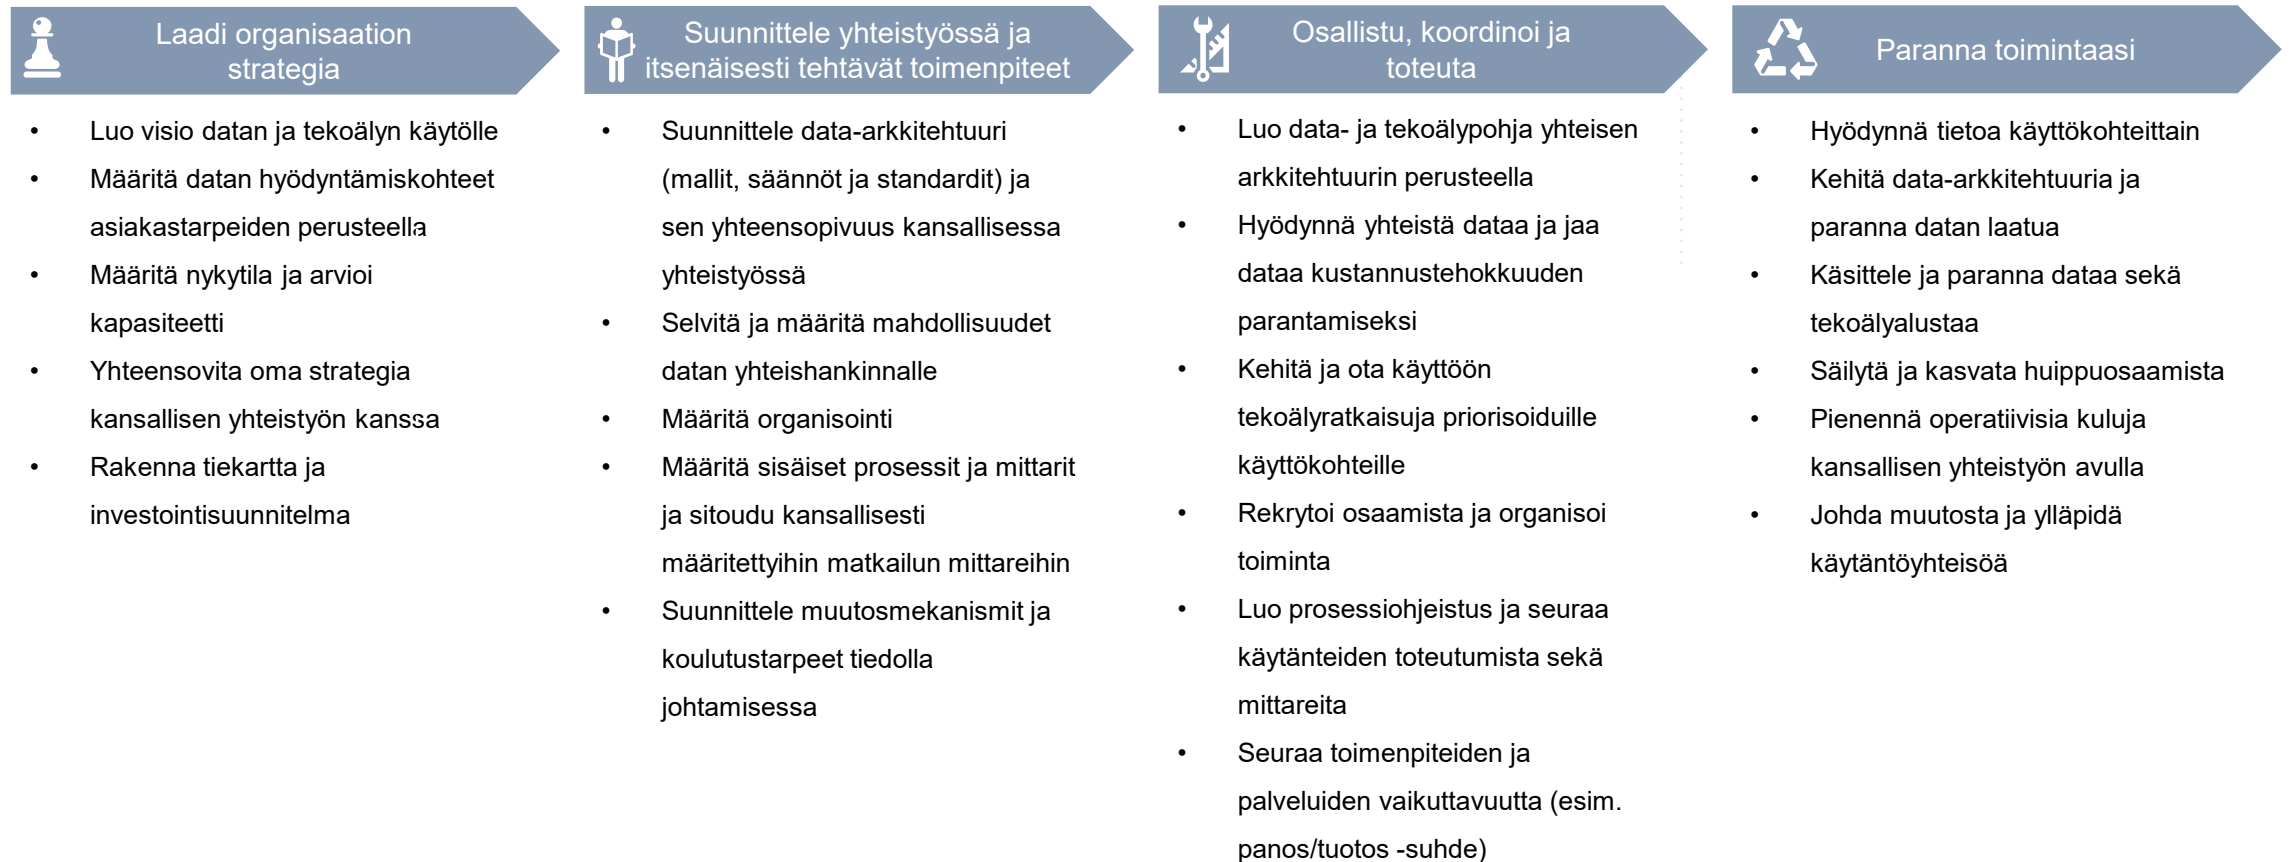 Laadi organisaation
strategia
• Luo visio datan ja tekoälyn käytölle
• Määritä datan hyödyntämiskohteet
asiakastarpeiden perusteella
• Määritä nykytila ja arvioi
kapasiteetti
• Yhteensovita oma strategia
kansallisen yhteistyön kanssa
• Rakenna tiekartta ja
investointisuunnitelma
Suunnittele yhteistyössä ja
itsenäisesti tehtävät toimenpiteet
• Suunnittele data-arkkitehtuuri
(mallit, säännöt ja standardit) ja
sen yhteensopivuus kansallisessa
yhteistyössä
• Selvitä ja määritä mahdollisuudet
datan yhteishankinnalle
• Määritä organisointi
• Määritä sisäiset prosessit ja mittarit
ja sitoudu kansallisesti
määritettyihin matkailun mittareihin
• Suunnittele muutosmekanismit ja
koulutustarpeet tiedolla
johtamisessa
Osallistu, koordinoi ja
toteuta
• Luo data- ja tekoälypohja yhteisen
arkkitehtuurin perusteella
• Hyödynnä yhteistä dataa ja jaa
dataa kustannustehokkuuden
parantamiseksi
• Kehitä ja ota käyttöön
tekoälyratkaisuja priorisoiduille
käyttökohteille
• Rekrytoi osaamista ja organisoi
toiminta
• Luo prosessiohjeistus ja seuraa
käytänteiden toteutumista sekä
mittareita
• Seuraa toimenpiteiden ja
palveluiden vaikuttavuutta (esim.
panos/tuotos -suhde)
Paranna toimintaasi
• Hyödynnä tietoa käyttökohteittain
• Kehitä data-arkkitehtuuria ja
paranna datan laatua
• Käsittele ja paranna dataa sekä
tekoälyalustaa
• Säilytä ja kasvata huippuosaamista
• Pienennä operatiivisia kuluja
kansallisen yhteistyön avulla
• Johda muutosta ja ylläpidä
käytäntöyhteisöä